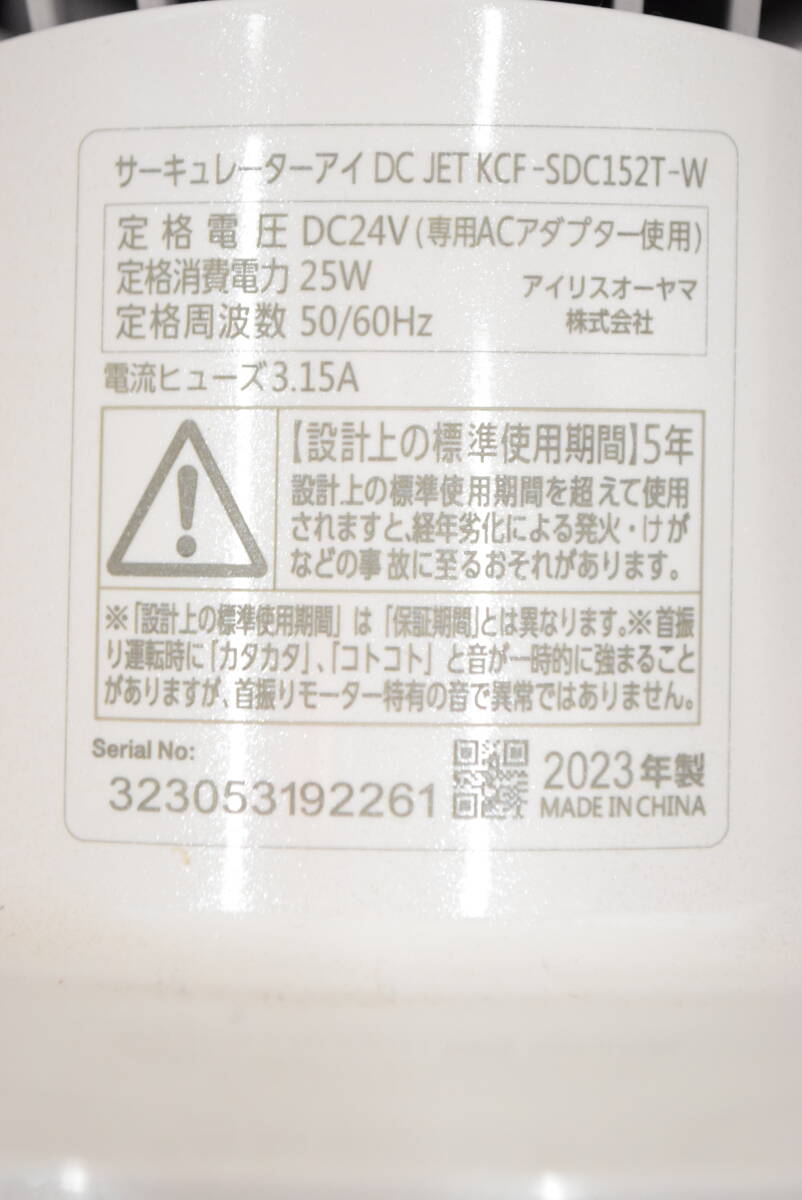 サーキュレーターアイ DC JET KCF-SDC152T-W
定格電圧 DC24V(専用ACアダプター使用)
定格消費電力 25W
定格周波数 50/60Hz
アイリスオーヤマ
株式会社
電流ヒューズ3.15A
【設計上の標準使用期間】5年
設計上の標準使用期間を超えて使用
されますと、経年劣化による発火・けが
などの事故に至るおそれがあります。
※「設計上の標準使用期間」は「保証期間」とは異なります。※首振
り運転時に「カタカタ」、「コトコト」と音が一時的に強まること
がありますが、首振りモーター特有の音で異常ではありません。
Serial No:
323053192261
2023年製
MADE IN CHINA